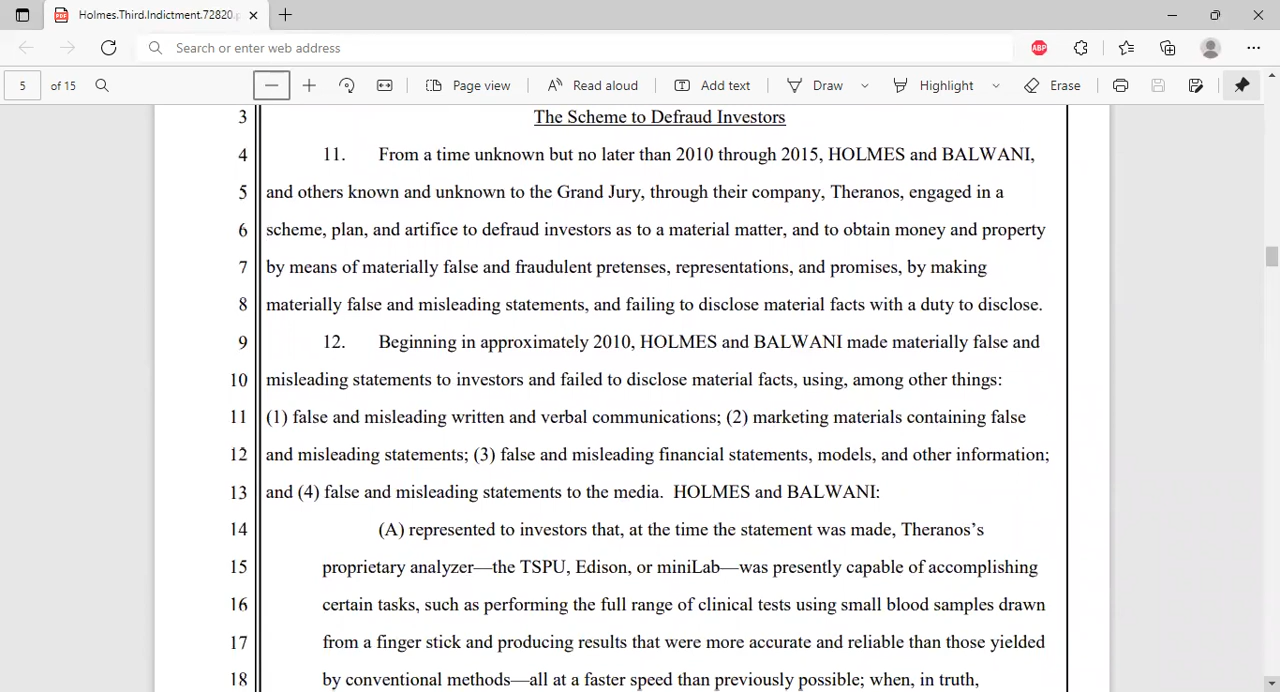 Holmes.Third.Indictment.72820.p
Search or enter web address
ABP
5 of 15
Page view
Read aloud
Add text
Draw
Highlight
Erase
3 The Scheme to Defraud Investors
4 11. From a time unknown but no later than 2010 through 2015, HOLMES and BALWANI,
5 and others known and unknown to the Grand Jury, through their company, Theranos, engaged in a
6 scheme, plan, and artifice to defraud investors as to a material matter, and to obtain money and property
7 by means of materially false and fraudulent pretenses, representations, and promises, by making
8 materially false and misleading statements, and failing to disclose material facts with a duty to disclose.
9 12. Beginning in approximately 2010, HOLMES and BALWANI made materially false and
10 misleading statements to investors and failed to disclose material facts, using, among other things:
11 (1) false and misleading written and verbal communications; (2) marketing materials containing false
12 and misleading statements; (3) false and misleading financial statements, models, and other information;
13 and (4) false and misleading statements to the media. HOLMES and BALWANI:
14 (A) represented to investors that, at the time the statement was made, Theranos’s
15 proprietary analyzer—the TSPU, Edison, or miniLab—was presently capable of accomplishing
16 certain tasks, such as performing the full range of clinical tests using small blood samples drawn
17 from a finger stick and producing results that were more accurate and reliable than those yielded
18 by conventional methods—all at a faster speed than previously possible; when, in truth,